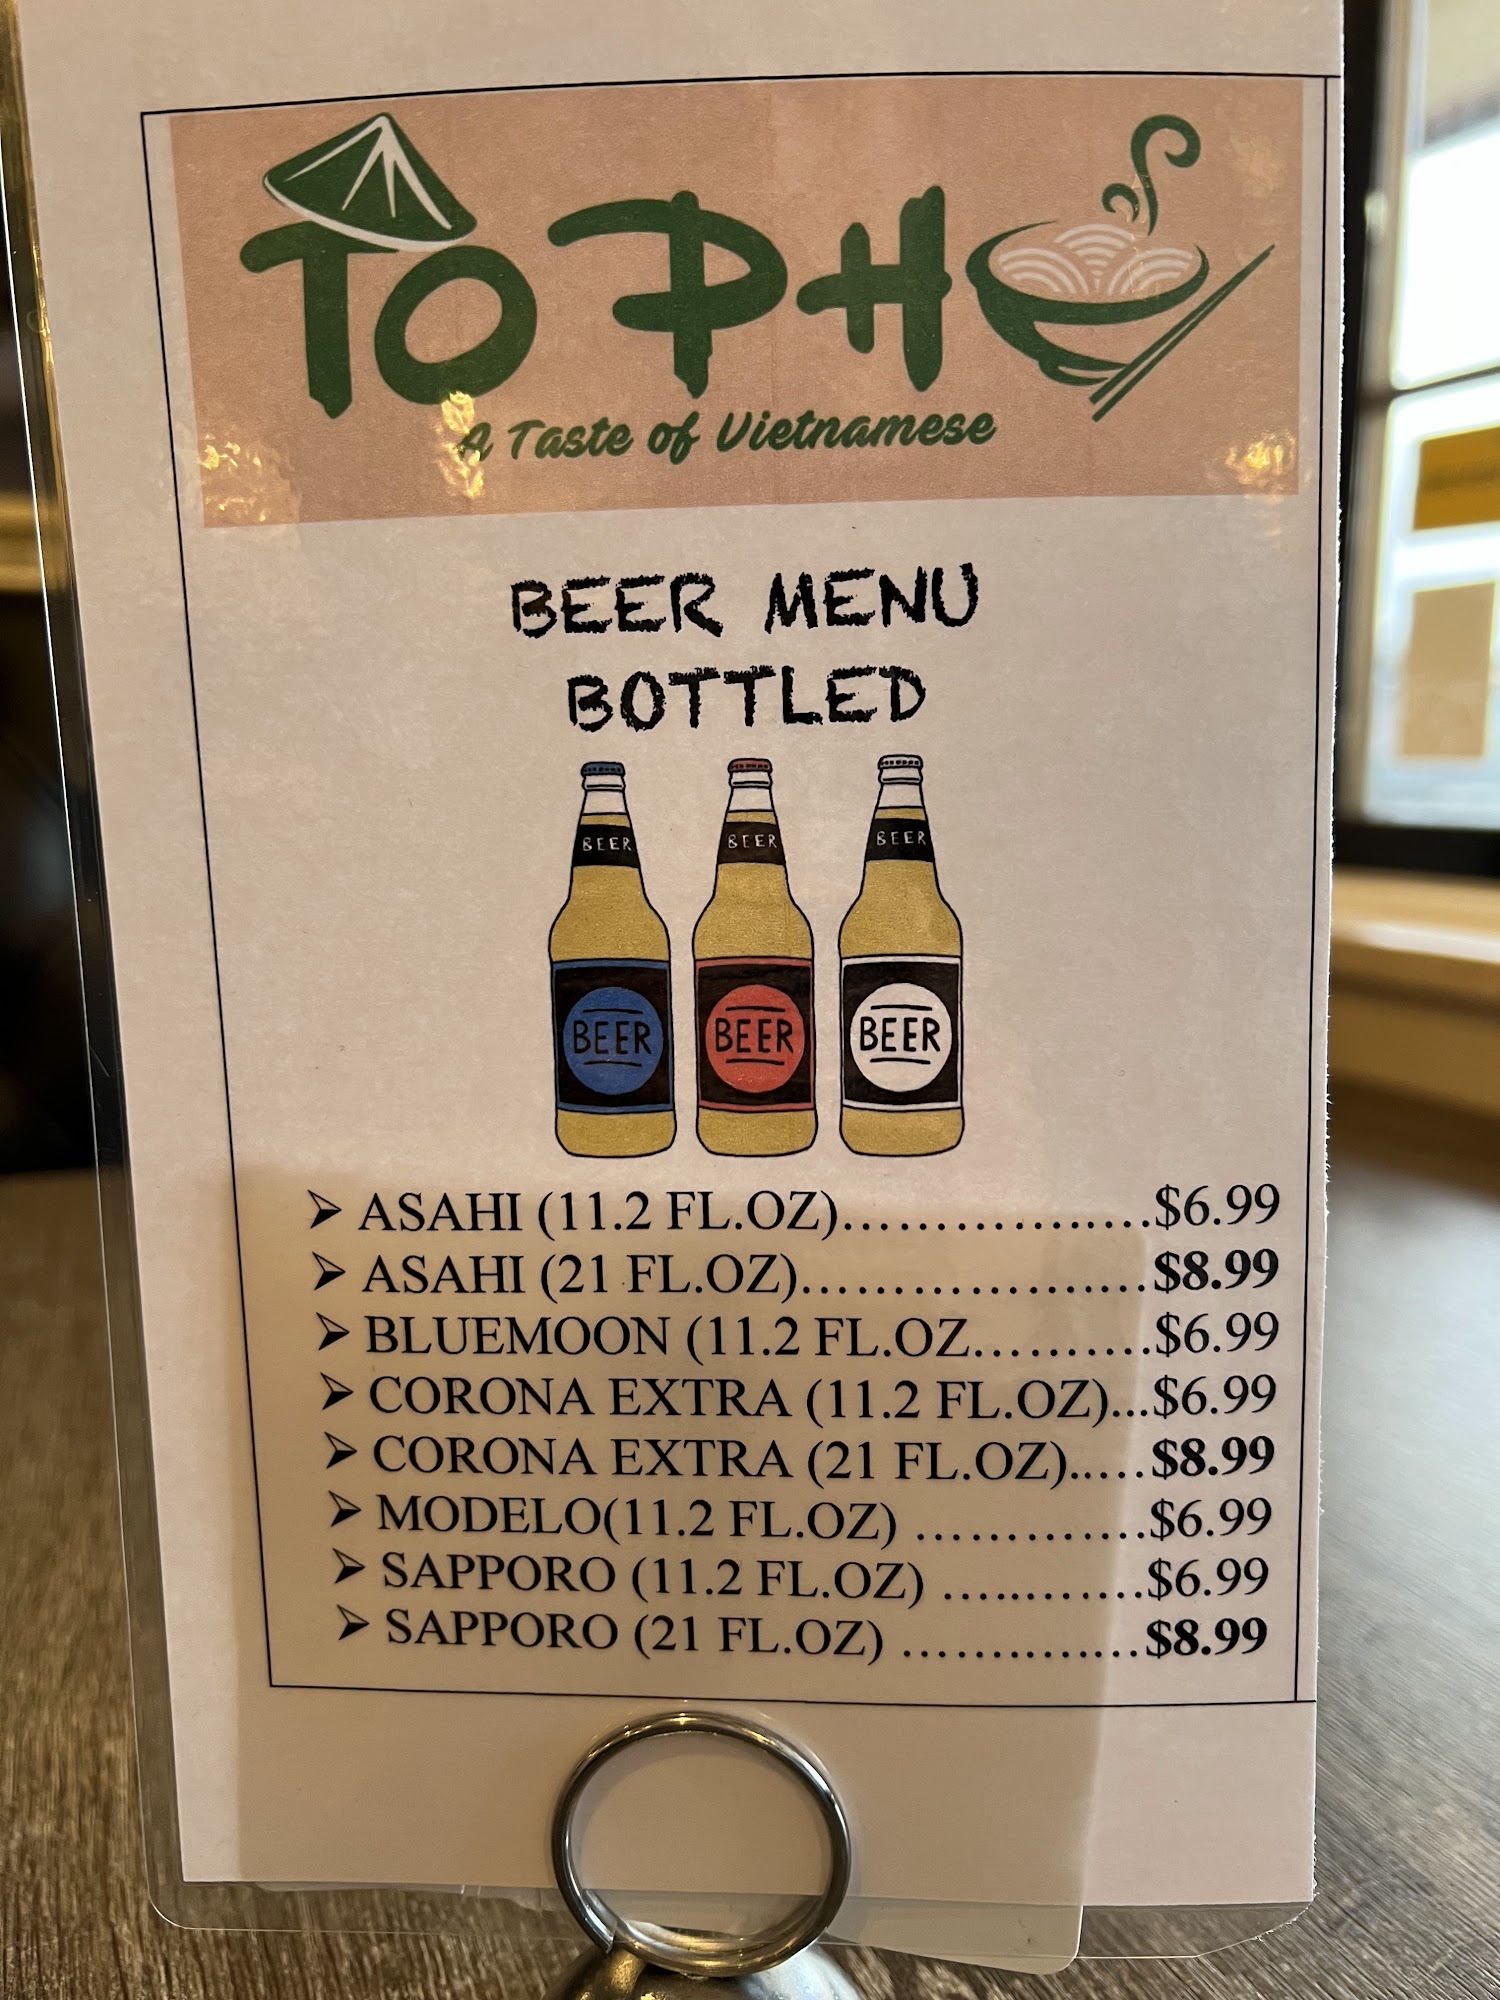 TO PHO
A Taste of Vietnamese
BEER MENU
BOTTLED
BEER BEER BEER
BEER BEER BEER
➢ ASAHI (11.2 FL.OZ)....................$6.99
➢ ASAHI (21 FL.OZ)......................$8.99
➢ BLUEMOON (11.2 FL.OZ...........$6.99
➢ CORONA EXTRA (11.2 FL.OZ)...$6.99
➢ CORONA EXTRA (21 FL.OZ).....$8.99
➢ MODELO(11.2 FL.OZ) ..............$6.99
➢ SAPPORO (11.2 FL.OZ) ............$6.99
➢ SAPPORO (21 FL.OZ) ...............$8.99